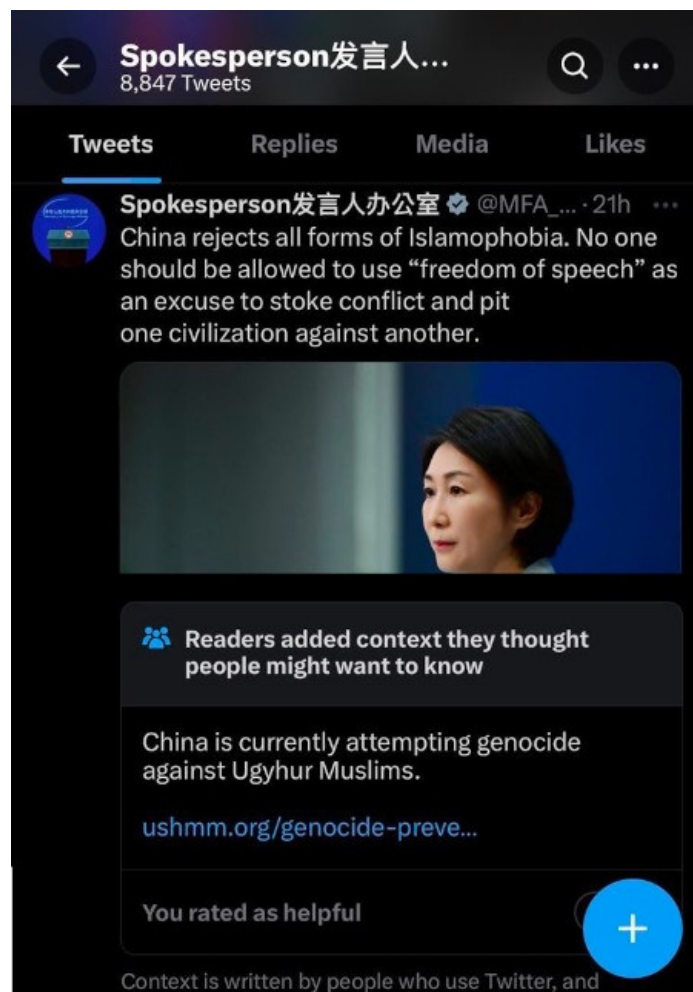 Spokesperson发言人...
8,847 Tweets
Tweets Replies Media Likes
Spokesperson发言人办公室 @MFA_... · 21h ...
China rejects all forms of Islamophobia. No one
should be allowed to use “freedom of speech” as
an excuse to stoke conflict and pit
one civilization against another.
Readers added context they thought
people might want to know
China is currently attempting genocide
against Ugyhur Muslims.
ushmm.org/genocide-preve...
You rated as helpful
Context is written by people who use Twitter, and